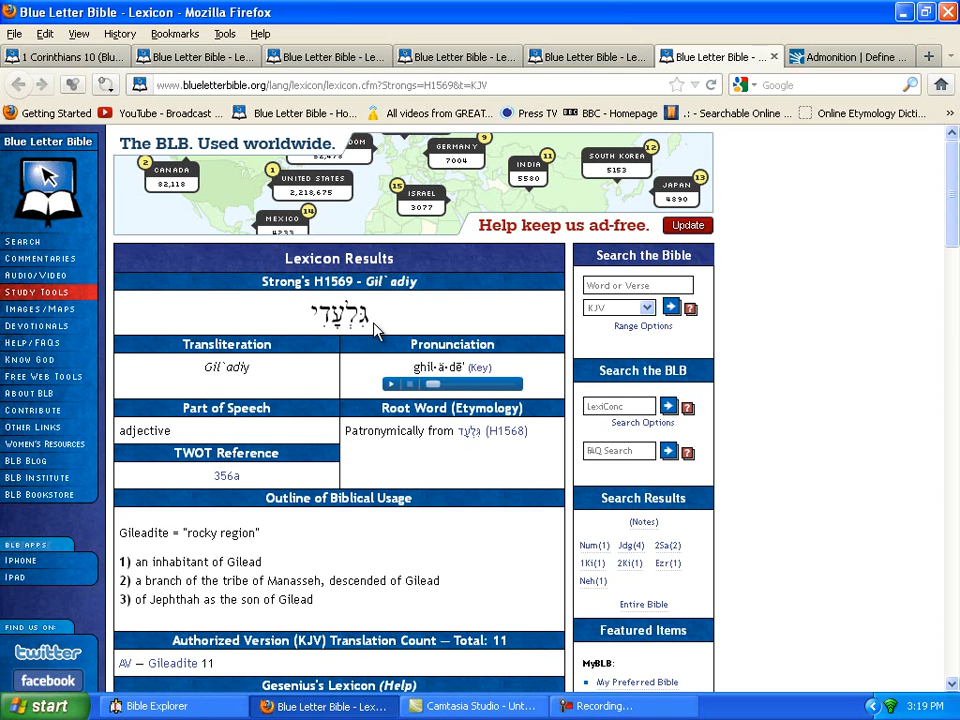 Blue Letter Bible - Lexicon - Mozilla Firefox
File Edit View History Bookmarks Tools Help
1 Corinthians 10 (Blu... Blue Letter Bible - Le... Blue Letter Bible - Le... Blue Letter Bible - Le... Blue Letter Bible - Le... Blue Letter Bible - Le... Admonition | Define ...
www.blueletterbible.org/lang/lexicon/lexicon.cfm?Strongs=H1569&t=KJV Google
Getting Started YouTube - Broadcast ... Blue Letter Bible - Ho... All videos from GREAT... Press TV BBC - Homepage .: - Searchable Online ... Online Etymology Dicti...
Blue Letter Bible
SEARCH
COMMENTARIES
AUDIO/VIDEO
STUDY TOOLS
IMAGES/MAPS
DEVOTIONALS
HELP/FAQS
KNOW GOD
FREE WEB TOOLS
ABOUT BLB
CONTRIBUTE
OTHER LINKS
WOMEN'S RESOURCES
BLB BLOG
BLB INSTITUTE
BLB BOOKSTORE
BLB APPS
IPHONE
IPAD
FIND US ON:
twitter
facebook
The BLB. Used worldwide.
2 CANADA 82,118
1 UNITED STATES 2,218,675
MEXICO 14
15 ISRAEL 3077
GERMANY 9 7004
INDIA 11 5580
SOUTH KOREA 12 5153
JAPAN 13 4890
Help keep us ad-free. Update
Lexicon Results
Strong's H1569 - Gil`adiy
גִּלְעָדִי
Transliteration Pronunciation
Gil`adiy ghil·ä·dē' (Key)
Part of Speech Root Word (Etymology)
adjective Patronymically from גִּלְעָד (H1568)
TWOT Reference
356a
Outline of Biblical Usage
Gileadite = "rocky region"
1) an inhabitant of Gilead
2) a branch of the tribe of Manasseh, descended of Gilead
3) of Jephthah as the son of Gilead
Authorized Version (KJV) Translation Count — Total: 11
AV — Gileadite 11
Gesenius's Lexicon (Help)
Search the Bible
Word or Verse
KJV
Range Options
Search the BLB
LexiConc
Search Options
FAQ Search
Search Results
(Notes)
Num(1) Jdg(4) 2Sa(2)
1Ki(1) 2Ki(1) Ezr(1)
Neh(1)
Entire Bible
Featured Items
MyBLB:
My Preferred Bible
start Bible Explorer Blue Letter Bible - Lex... Camtasia Studio - Unt... Recording... 3:19 PM